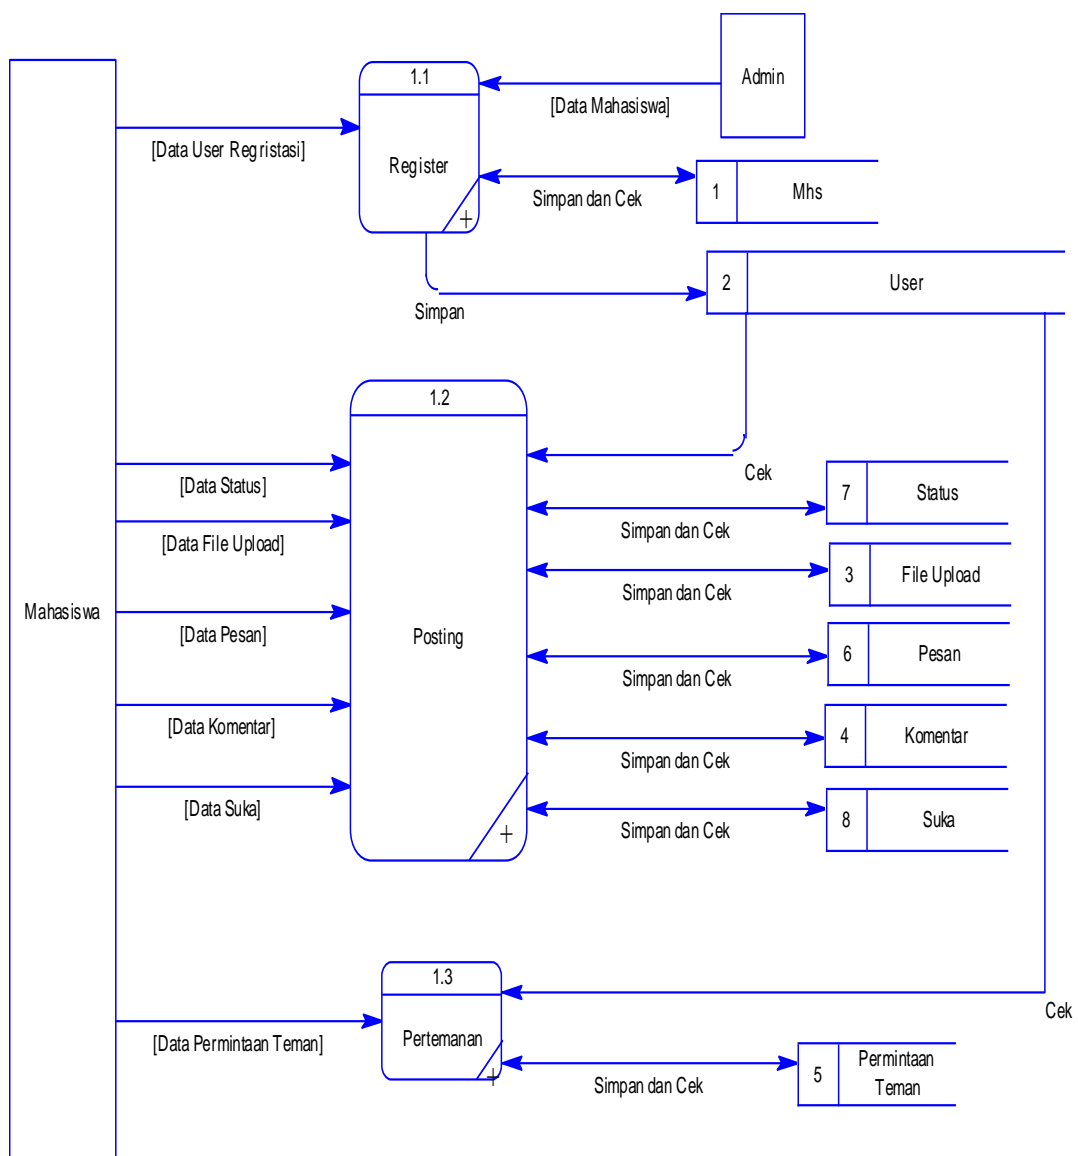 1.1
Admin
[Data Mahasiswa]
[Data User Regristasi]
Register
Simpan dan Cek
1
Mhs
+
2
User
Simpan
1.2
Cek
[Data Status]
7
Status
Simpan dan Cek
[Data File Upload]
3
File Upload
Simpan dan Cek
Mahasiswa
[Data Pesan]
Posting
6
Pesan
Simpan dan Cek
[Data Komentar]
4
Komentar
Simpan dan Cek
[Data Suka]
8
Suka
Simpan dan Cek
+
1.3
Cek
[Data Permintaan Teman]
Pertemanan
+
Simpan dan Cek
5
Permintaan
Teman